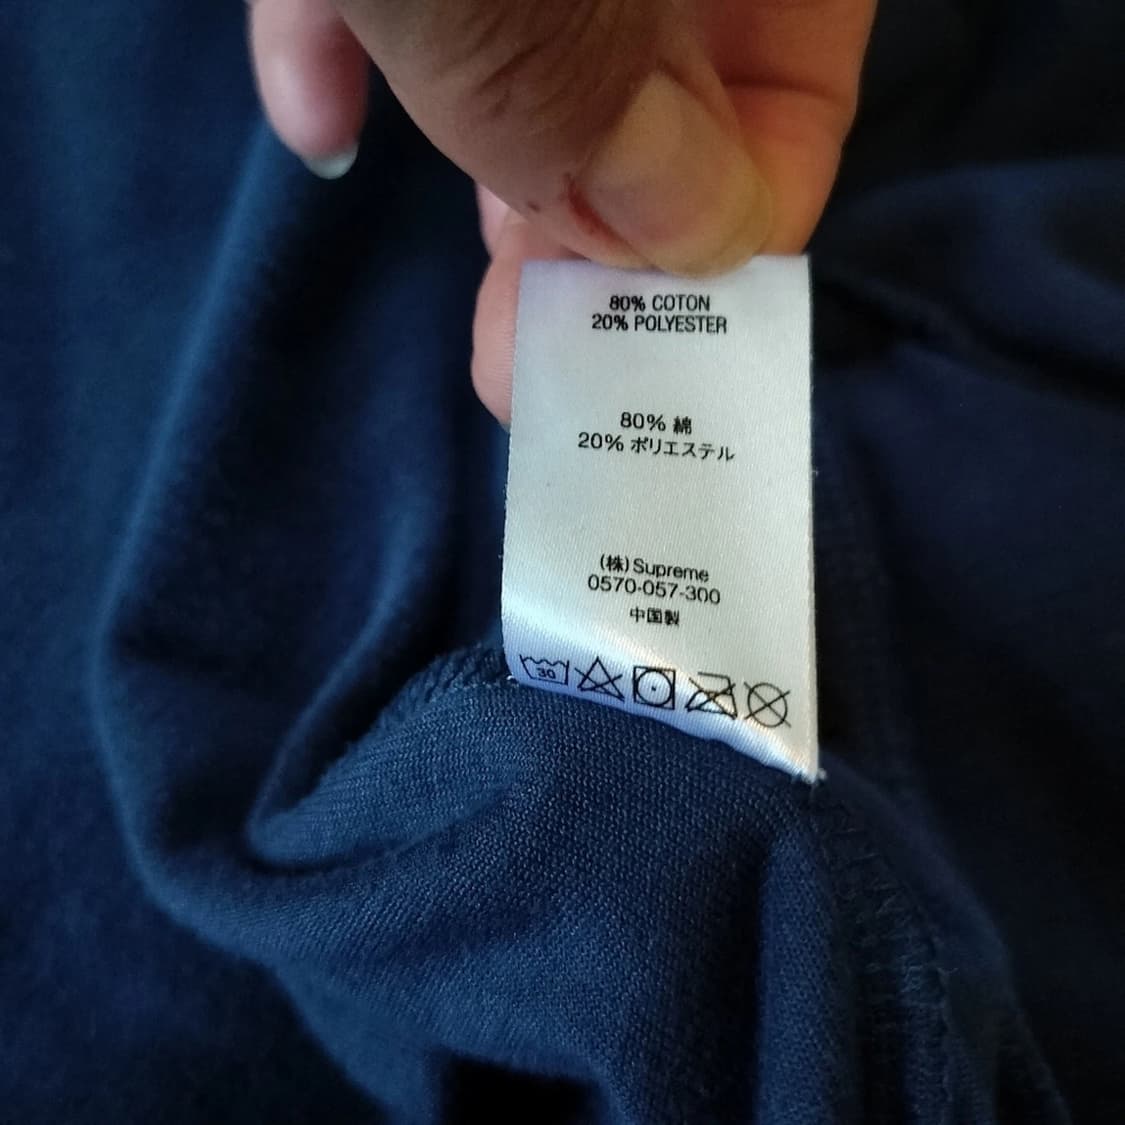 80% COTON
20% POLYESTER
80% 綿
20% ポリエステル
(株)Supreme
0570-057-300
中国製
30